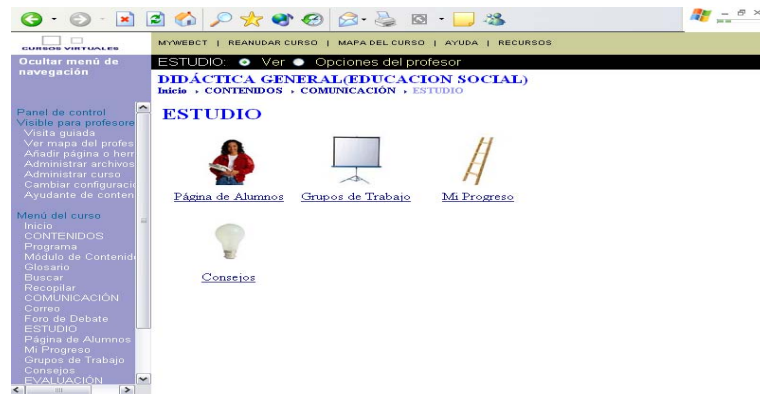 CURSOS VIRTUALES
MYWEBCT | REANUDAR CURSO | MAPA DEL CURSO | AYUDA | RECURSOS
Ocultar menú de
navegación
ESTUDIO: Ver Opciones del profesor
DIDÁCTICA GENERAL(EDUCACION SOCIAL)
Inicio › CONTENIDOS › COMUNICACIÓN › ESTUDIO
ESTUDIO
Panel de control
Visible para profesore
Visita guiada
Ver mapa del profes
Añadir página o herr
Administrar archivos
Administrar curso
Cambiar configuraci
Ayudante de conten
Menú del curso
Inicio
CONTENIDOS
Programa
Módulo de Contenid
Glosario
Buscar
Recopilar
COMUNICACIÓN
Correo
Foro de Debate
ESTUDIO
Página de Alumnos
Mi Progreso
Grupos de Trabajo
Consejos
EVALUACIÓN
Página de Alumnos
Grupos de Trabajo
Mi Progreso
Consejos